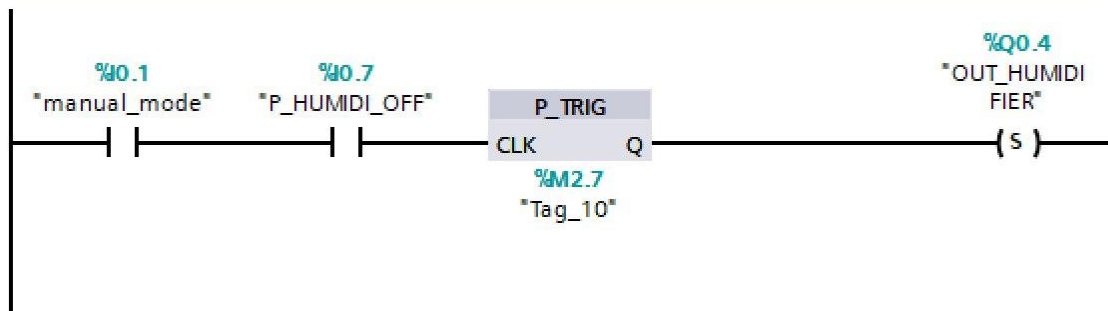 %I0.1
"manual_mode"
%I0.7
"P_HUMIDI_OFF"
P_TRIG
CLK Q
%M2.7
"Tag_10"
%Q0.4
"OUT_HUMIDI
FIER"
S